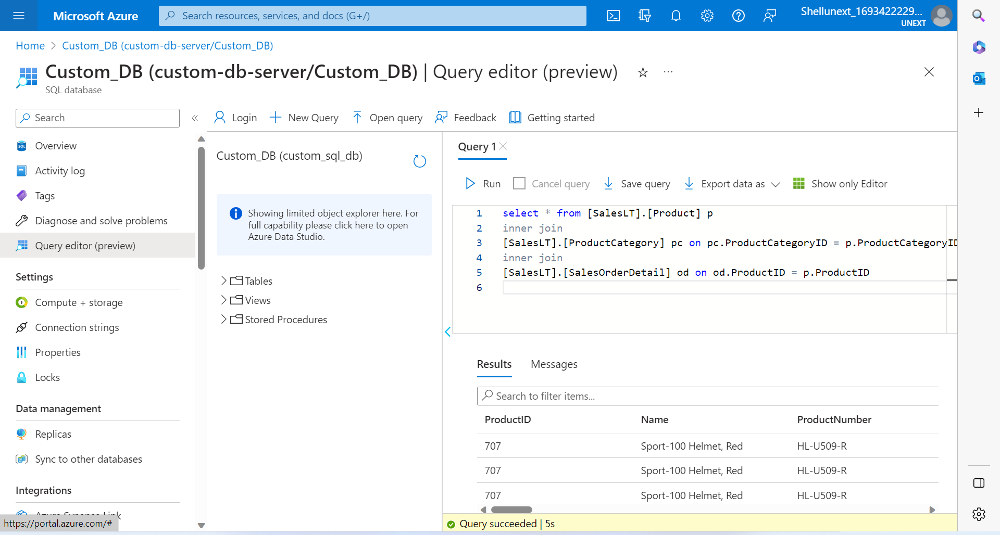 Microsoft Azure
Search resources, services, and docs (G+/)
Shellunext_1693422229...
UNEXT
Home > Custom_DB (custom-db-server/Custom_DB)
Custom_DB (custom-db-server/Custom_DB) | Query editor (preview)
...
SQL database
Search
«
Overview
Activity log
Tags
Diagnose and solve problems
Query editor (preview)
Settings
Compute + storage
Connection strings
Properties
Locks
Data management
Replicas
Sync to other databases
Integrations
Azure Synapse Link
https://portal.azure.com/#
Login
New Query
Open query
Feedback
Getting started
Custom_DB (custom_sql_db)
Showing limited object explorer here. For
full capability please click here to open
Azure Data Studio.
Tables
Views
Stored Procedures
Query 1
Run
Cancel query
Save query
Export data as
Show only Editor
1 select * from [SalesLT].[Product] p
2 inner join
3 [SalesLT].[ProductCategory] pc on pc.ProductCategoryID = p.ProductCategoryID
4 inner join
5 [SalesLT].[SalesOrderDetail] od on od.ProductID = p.ProductID
6
Results Messages
Search to filter items...
ProductID Name ProductNumber
707 Sport-100 Helmet, Red HL-U509-R
707 Sport-100 Helmet, Red HL-U509-R
707 Sport-100 Helmet, Red HL-U509-R
Query succeeded | 5s